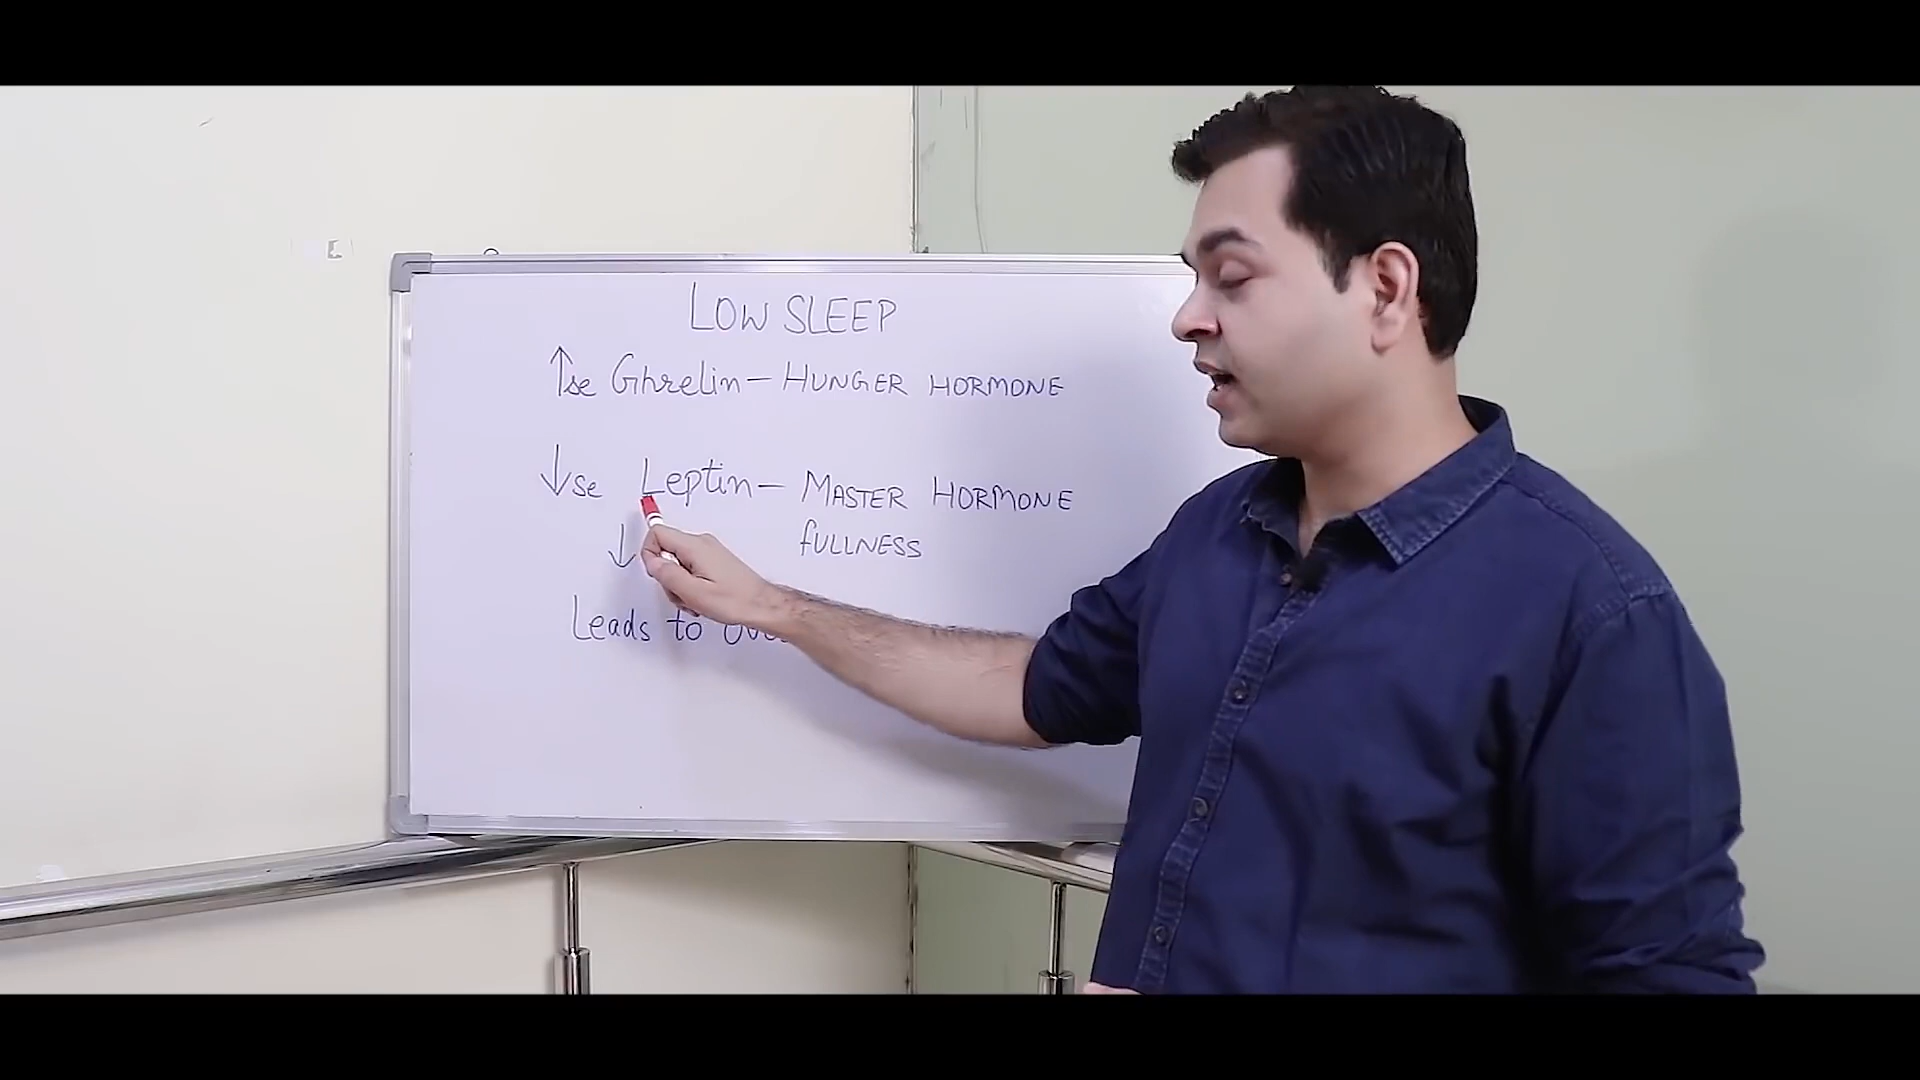 LOW SLEEP
↑se Ghrelin – HUNGER HORMONE
↓se Leptin – MASTER HORMONE
fULLNESS
↓
Leads to